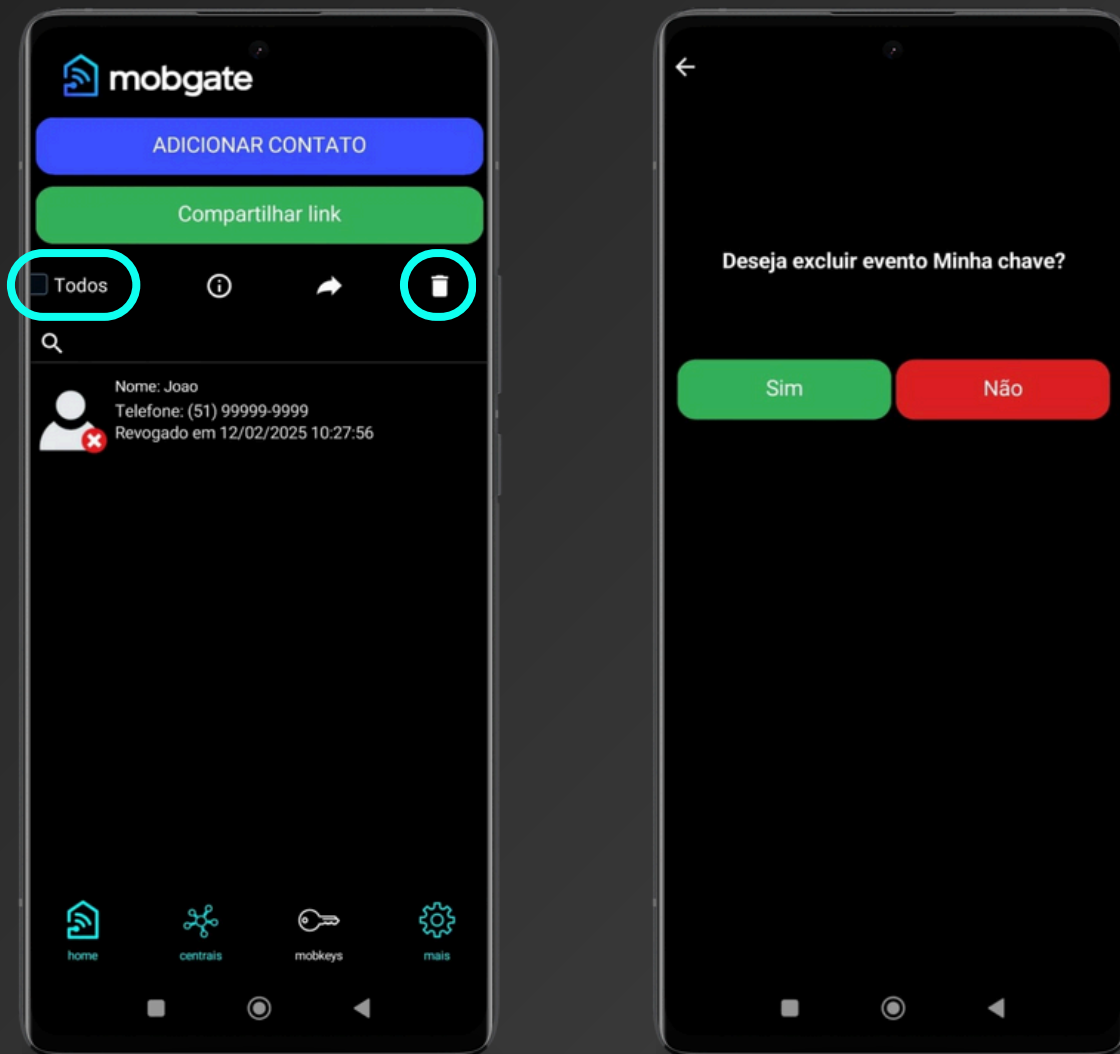 mobgate
ADICIONAR CONTATO
Compartilhar link
Todos
Nome: Joao
Telefone: (51) 99999-9999
Revogado em 12/02/2025 10:27:56
home
centrais
mobkeys
mais
Deseja excluir evento Minha chave?
Sim
Não